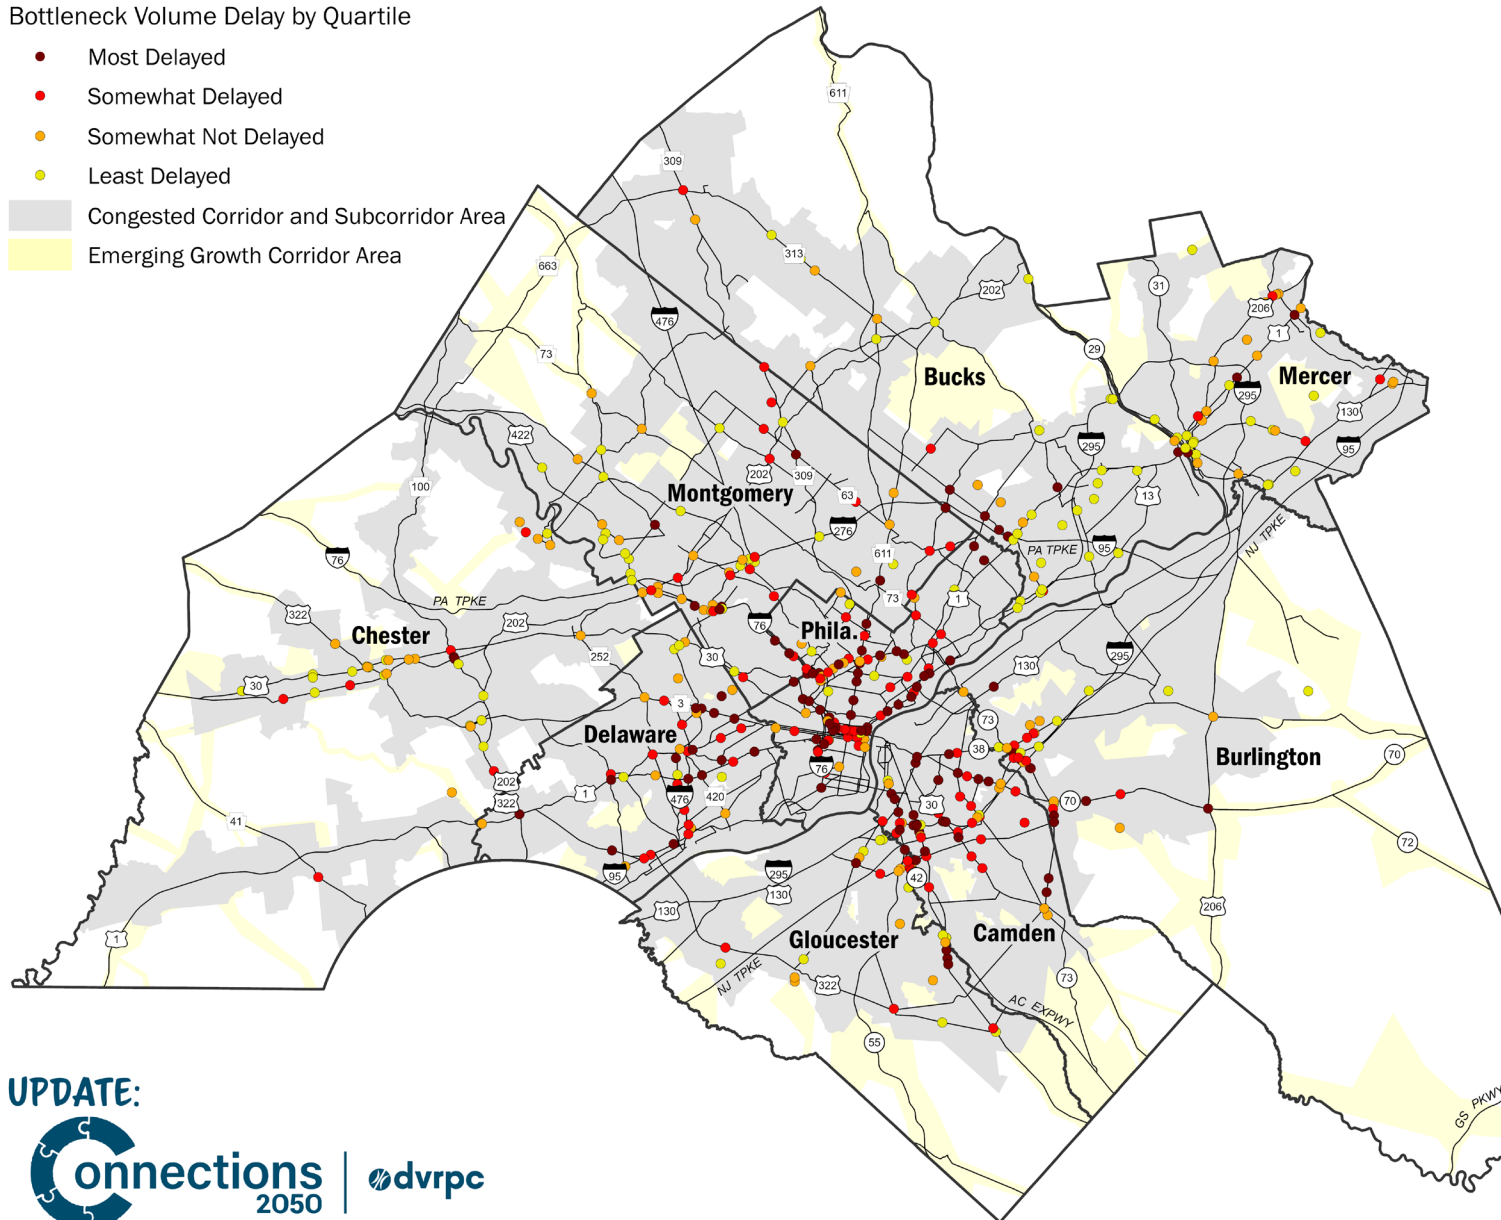 Bottleneck Volume Delay by Quartile
Most Delayed
Somewhat Delayed
Somewhat Not Delayed
Least Delayed
Congested Corridor and Subcorridor Area
Emerging Growth Corridor Area
611
309
663
313
202
31
206
1
476
73
29
Bucks
Mercer
295
130
422
295
95
100
202
309
Montgomery
63
13
276
NJ TPKE
76
611
PA TPKE
95
PA TPKE
73
1
322
202
76
Phila.
Chester
252
30
130
295
30
3
73
Delaware
38
Burlington
70
76
202
322
1
476
420
30
70
41
72
95
295
42
130
130
206
1
Gloucester
Camden
NJ TPKE
322
73
AC EXPWY
55
GS PKWY
UPDATE:
Connections
2050
dvrpc